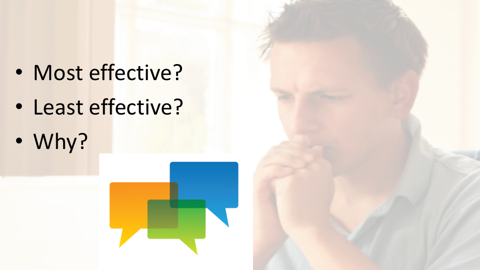 • Most effective?
• Least effective?
• Why?